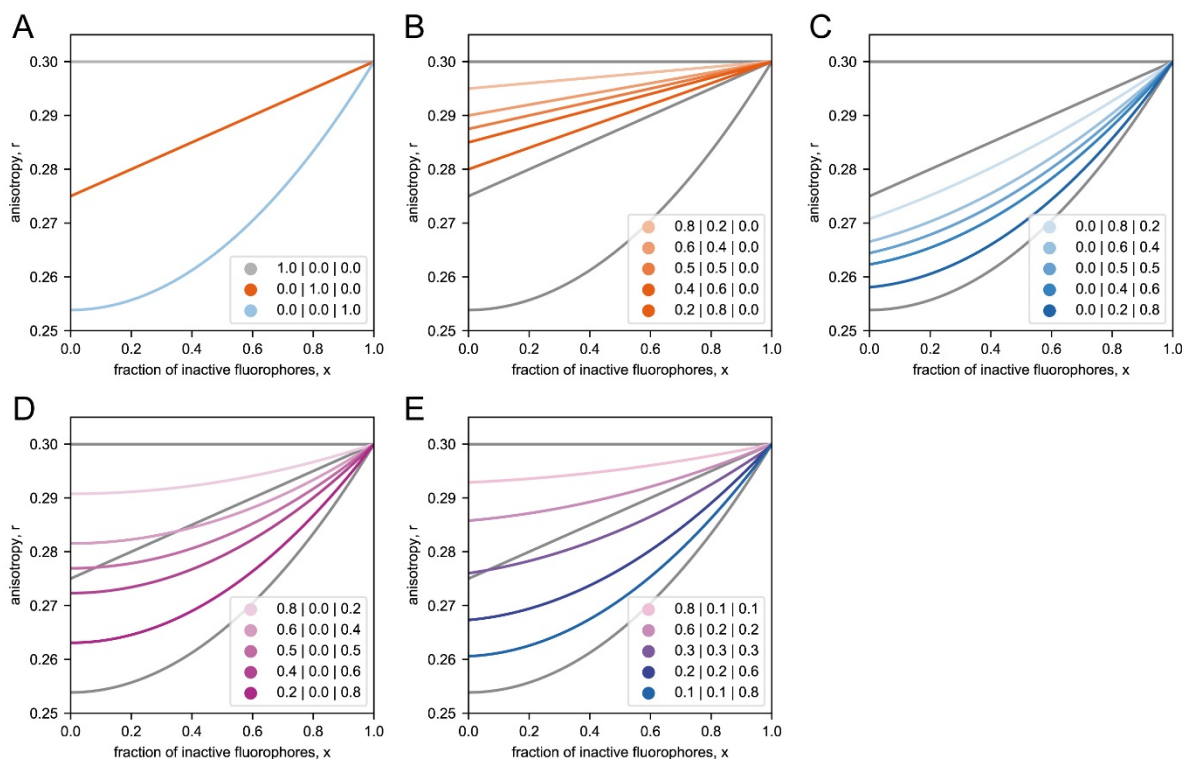 A
0.30
0.29
0.28
0.27
0.26
0.25
anisotropy, r
1.0 | 0.0 | 0.0
0.0 | 1.0 | 0.0
0.0 | 0.0 | 1.0
0.0 0.2 0.4 0.6 0.8 1.0
fraction of inactive fluorophores, x
B
0.30
0.29
0.28
0.27
0.26
0.25
anisotropy, r
0.8 | 0.2 | 0.0
0.6 | 0.4 | 0.0
0.5 | 0.5 | 0.0
0.4 | 0.6 | 0.0
0.2 | 0.8 | 0.0
0.0 0.2 0.4 0.6 0.8 1.0
fraction of inactive fluorophores, x
C
0.30
0.29
0.28
0.27
0.26
0.25
anisotropy, r
0.0 | 0.8 | 0.2
0.0 | 0.6 | 0.4
0.0 | 0.5 | 0.5
0.0 | 0.4 | 0.6
0.0 | 0.2 | 0.8
0.0 0.2 0.4 0.6 0.8 1.0
fraction of inactive fluorophores, x
D
0.30
0.29
0.28
0.27
0.26
0.25
anisotropy, r
0.8 | 0.0 | 0.2
0.6 | 0.0 | 0.4
0.5 | 0.0 | 0.5
0.4 | 0.0 | 0.6
0.2 | 0.0 | 0.8
0.0 0.2 0.4 0.6 0.8 1.0
fraction of inactive fluorophores, x
E
0.30
0.29
0.28
0.27
0.26
0.25
anisotropy, r
0.8 | 0.1 | 0.1
0.6 | 0.2 | 0.2
0.3 | 0.3 | 0.3
0.2 | 0.2 | 0.6
0.1 | 0.1 | 0.8
0.0 0.2 0.4 0.6 0.8 1.0
fraction of inactive fluorophores, x